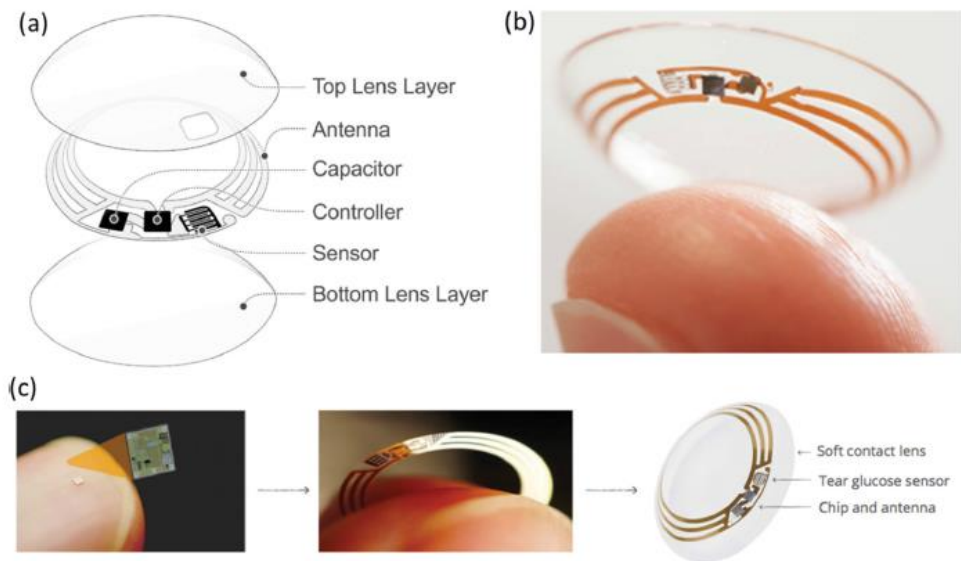 (a)
Top Lens Layer
Antenna
Capacitor
Controller
Sensor
Bottom Lens Layer
(b)
(c)
Soft contact lens
Tear glucose sensor
Chip and antenna